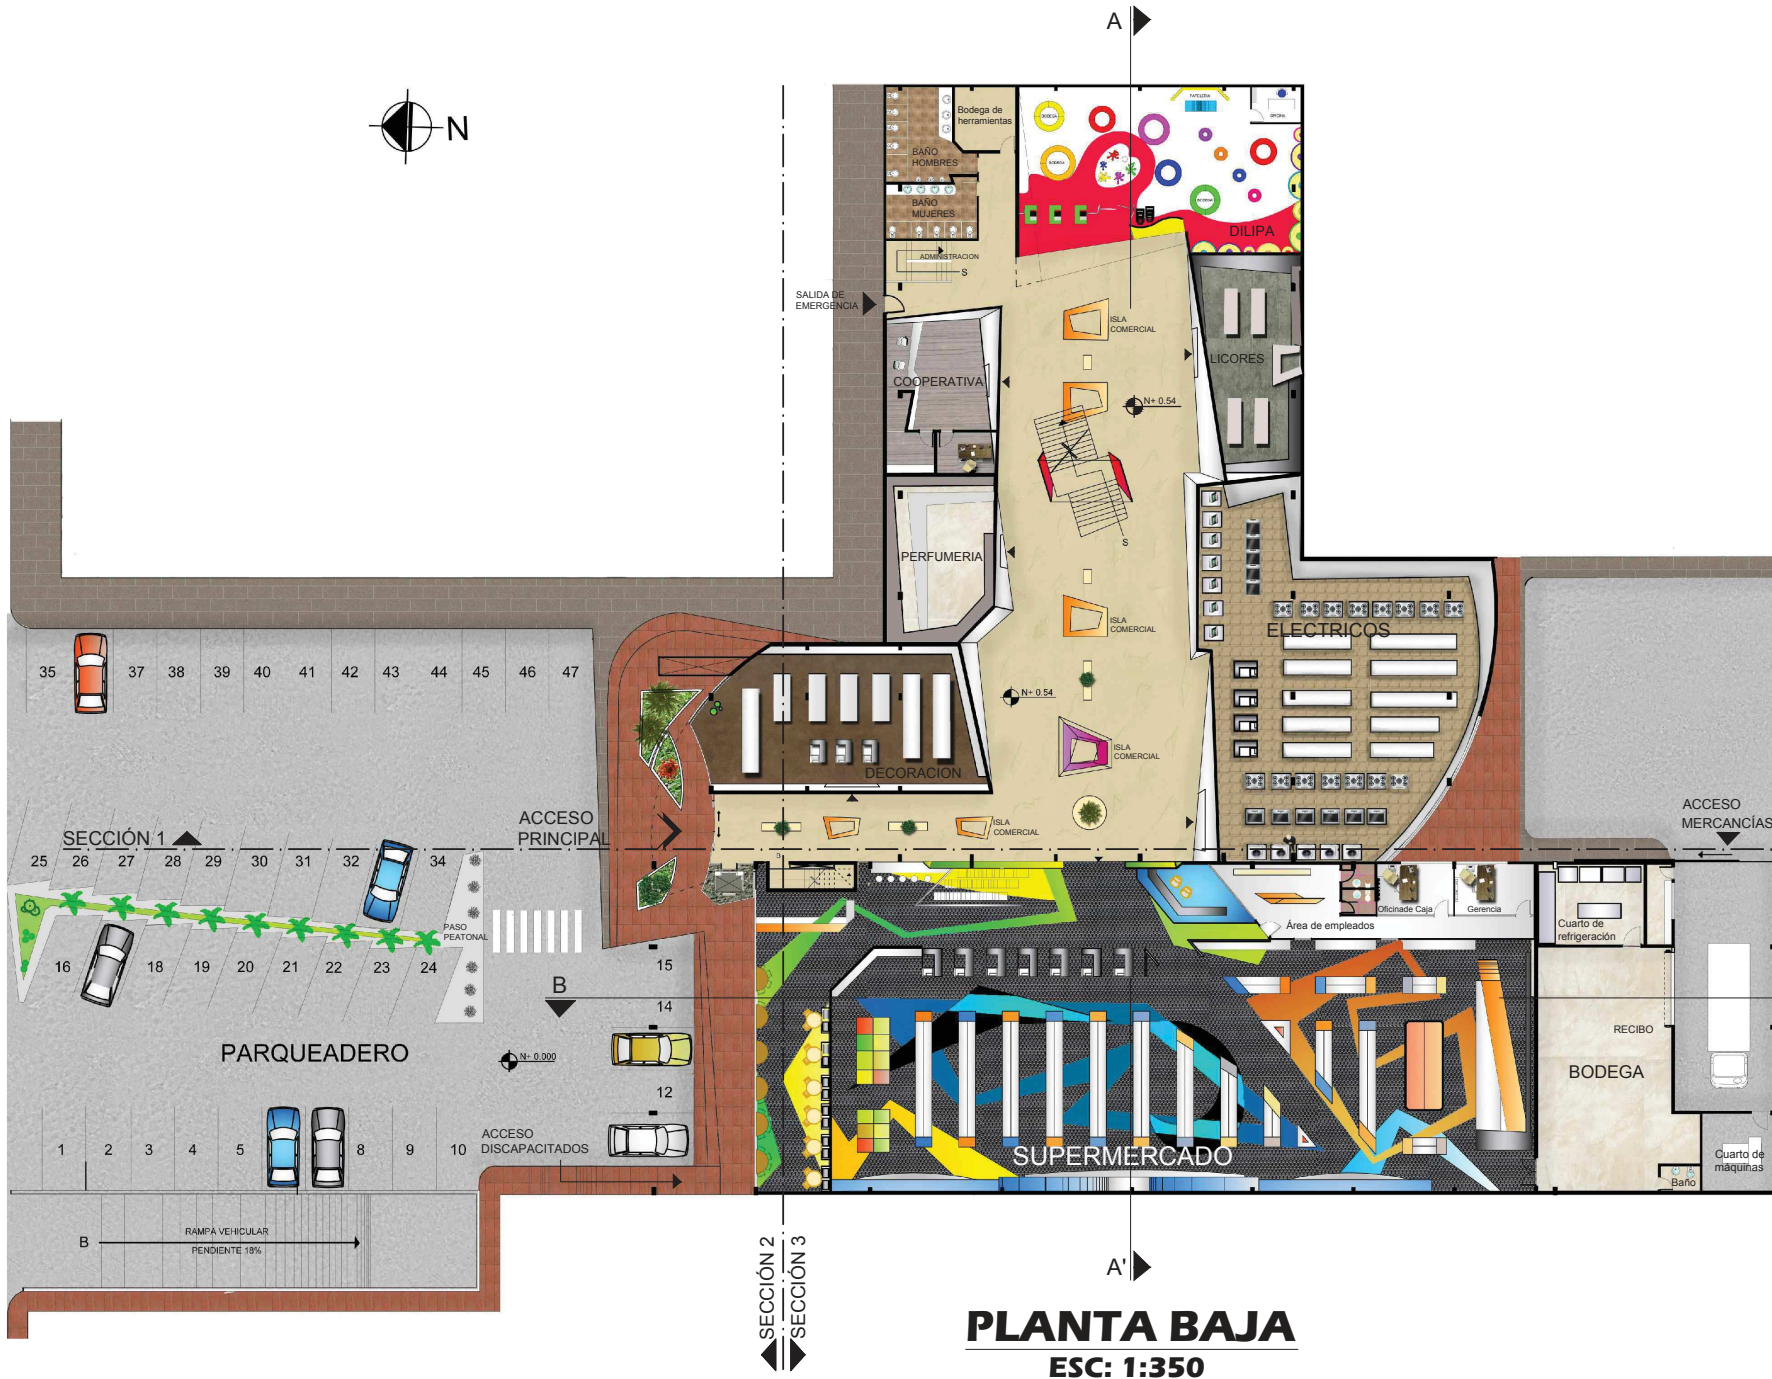 A
N
Bodega de
herramientas
PAPELERIA
OFICINA
BODEGA
BAÑO
HOMBRES
BODEGA
BAÑO
MUJERES
BODEGA
DILIPA
ADMINISTRACION
S
SALIDA DE
EMERGENCIA
ISLA
COMERCIAL
LICORES
COOPERATIVA
N+ 0.54
S
PERFUMERIA
ISLA
COMERCIAL
ELECTRICOS
35
37
38
39
40
41
42
43
44
45
46
47
N+ 0.54
ISLA
COMERCIAL
DECORACION
ACCESO
PRINCIPAL
ISLA
COMERCIAL
ACCESO
MERCANCÍAS
SECCIÓN 1
25
26
27
28
29
30
31
32
34
Oficinade Caja
Gerencia
Área de empleados
Cuarto de
refrigeración
PASO
PEATONAL
16
18
19
20
21
22
23
24
15
B
14
RECIBO
PARQUEADERO
N+ 0.000
BODEGA
12
1
2
3
4
5
8
9
10
ACCESO
DISCAPACITADOS
SUPERMERCADO
Cuarto de
máquinas
Baño
RAMPA VEHICULAR
B
PENDIENTE 18%
SECCIÓN 2
SECCIÓN 3
A'
PLANTA BAJA
ESC: 1:350